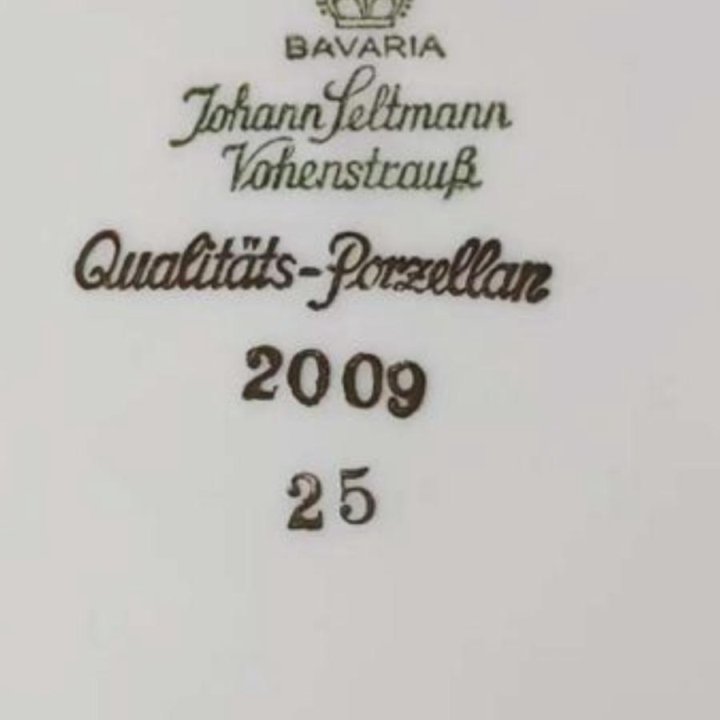 BAVARIA
Johann Seltmann
Vohenstrauß
Qualitäts-Porzellan
2009
25